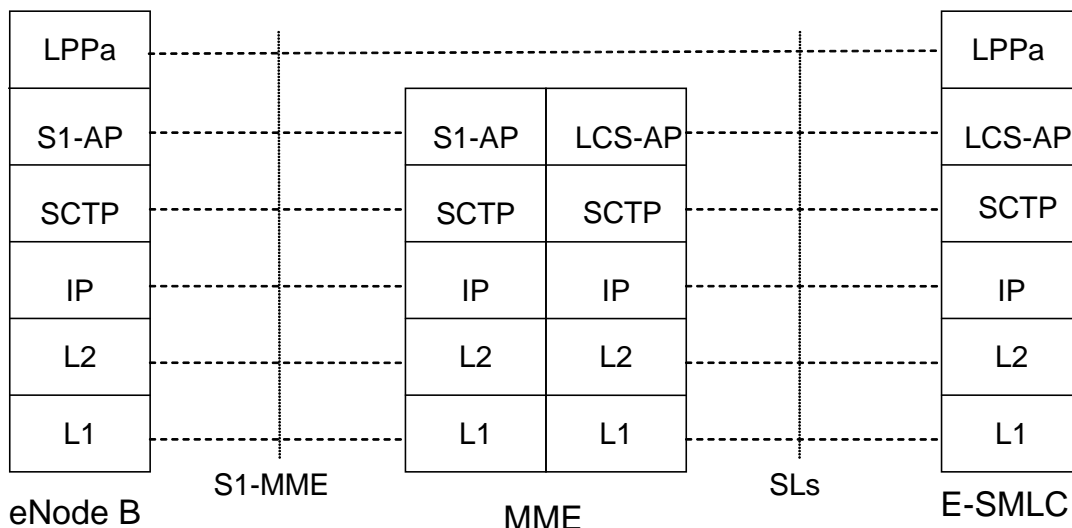 LPPa LPPa
S1-AP S1-AP LCS-AP LCS-AP
SCTP SCTP SCTP SCTP
IP IP IP IP
L2 L2 L2 L2
L1 L1 L1 L1
S1-MME SLs
eNode B MME E-SMLC